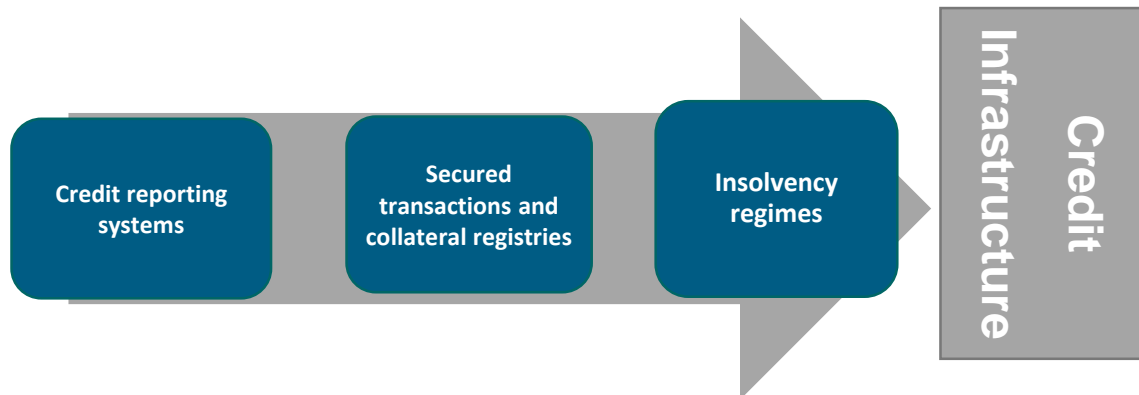 Credit reporting
systems
Secured
transactions and
collateral registries
Insolvency
regimes
Credit
Infrastructure